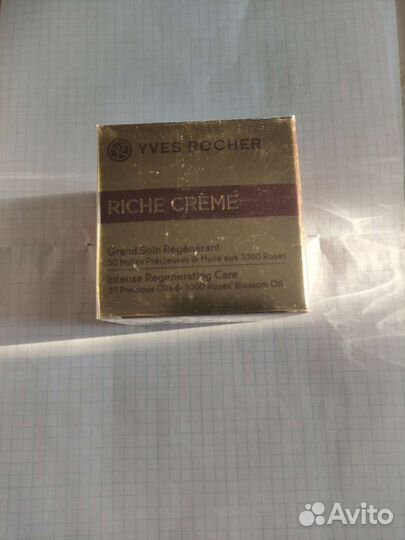 YVES ROCHER
RICHE CRÈME
Grand Soin Régénérant
30 Huiles Précieuses & Huile aux 1000 Roses
Intense Regenerating Care
30 Precious Oils & 1000 Roses' Blossom Oil
Avito